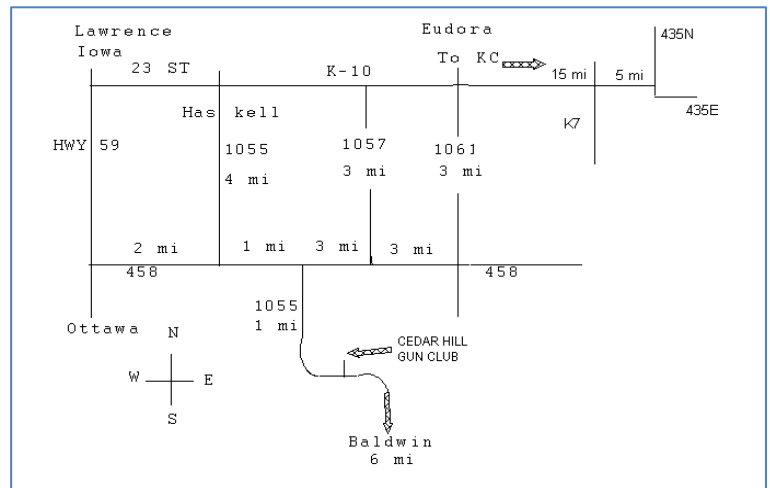 Lawrence
Iowa
Eudora
435N
23 ST
K-10
To KC
15 mi
5 mi
435E
Has kell
K7
HWY 59
1055
4 mi
1057
3 mi
1061
3 mi
2 mi
1 mi
3 mi
3 mi
458
458
1055
1 mi
Ottawa
N
W
E
S
CEDAR HILL
GUN CLUB
Baldwin
6 mi